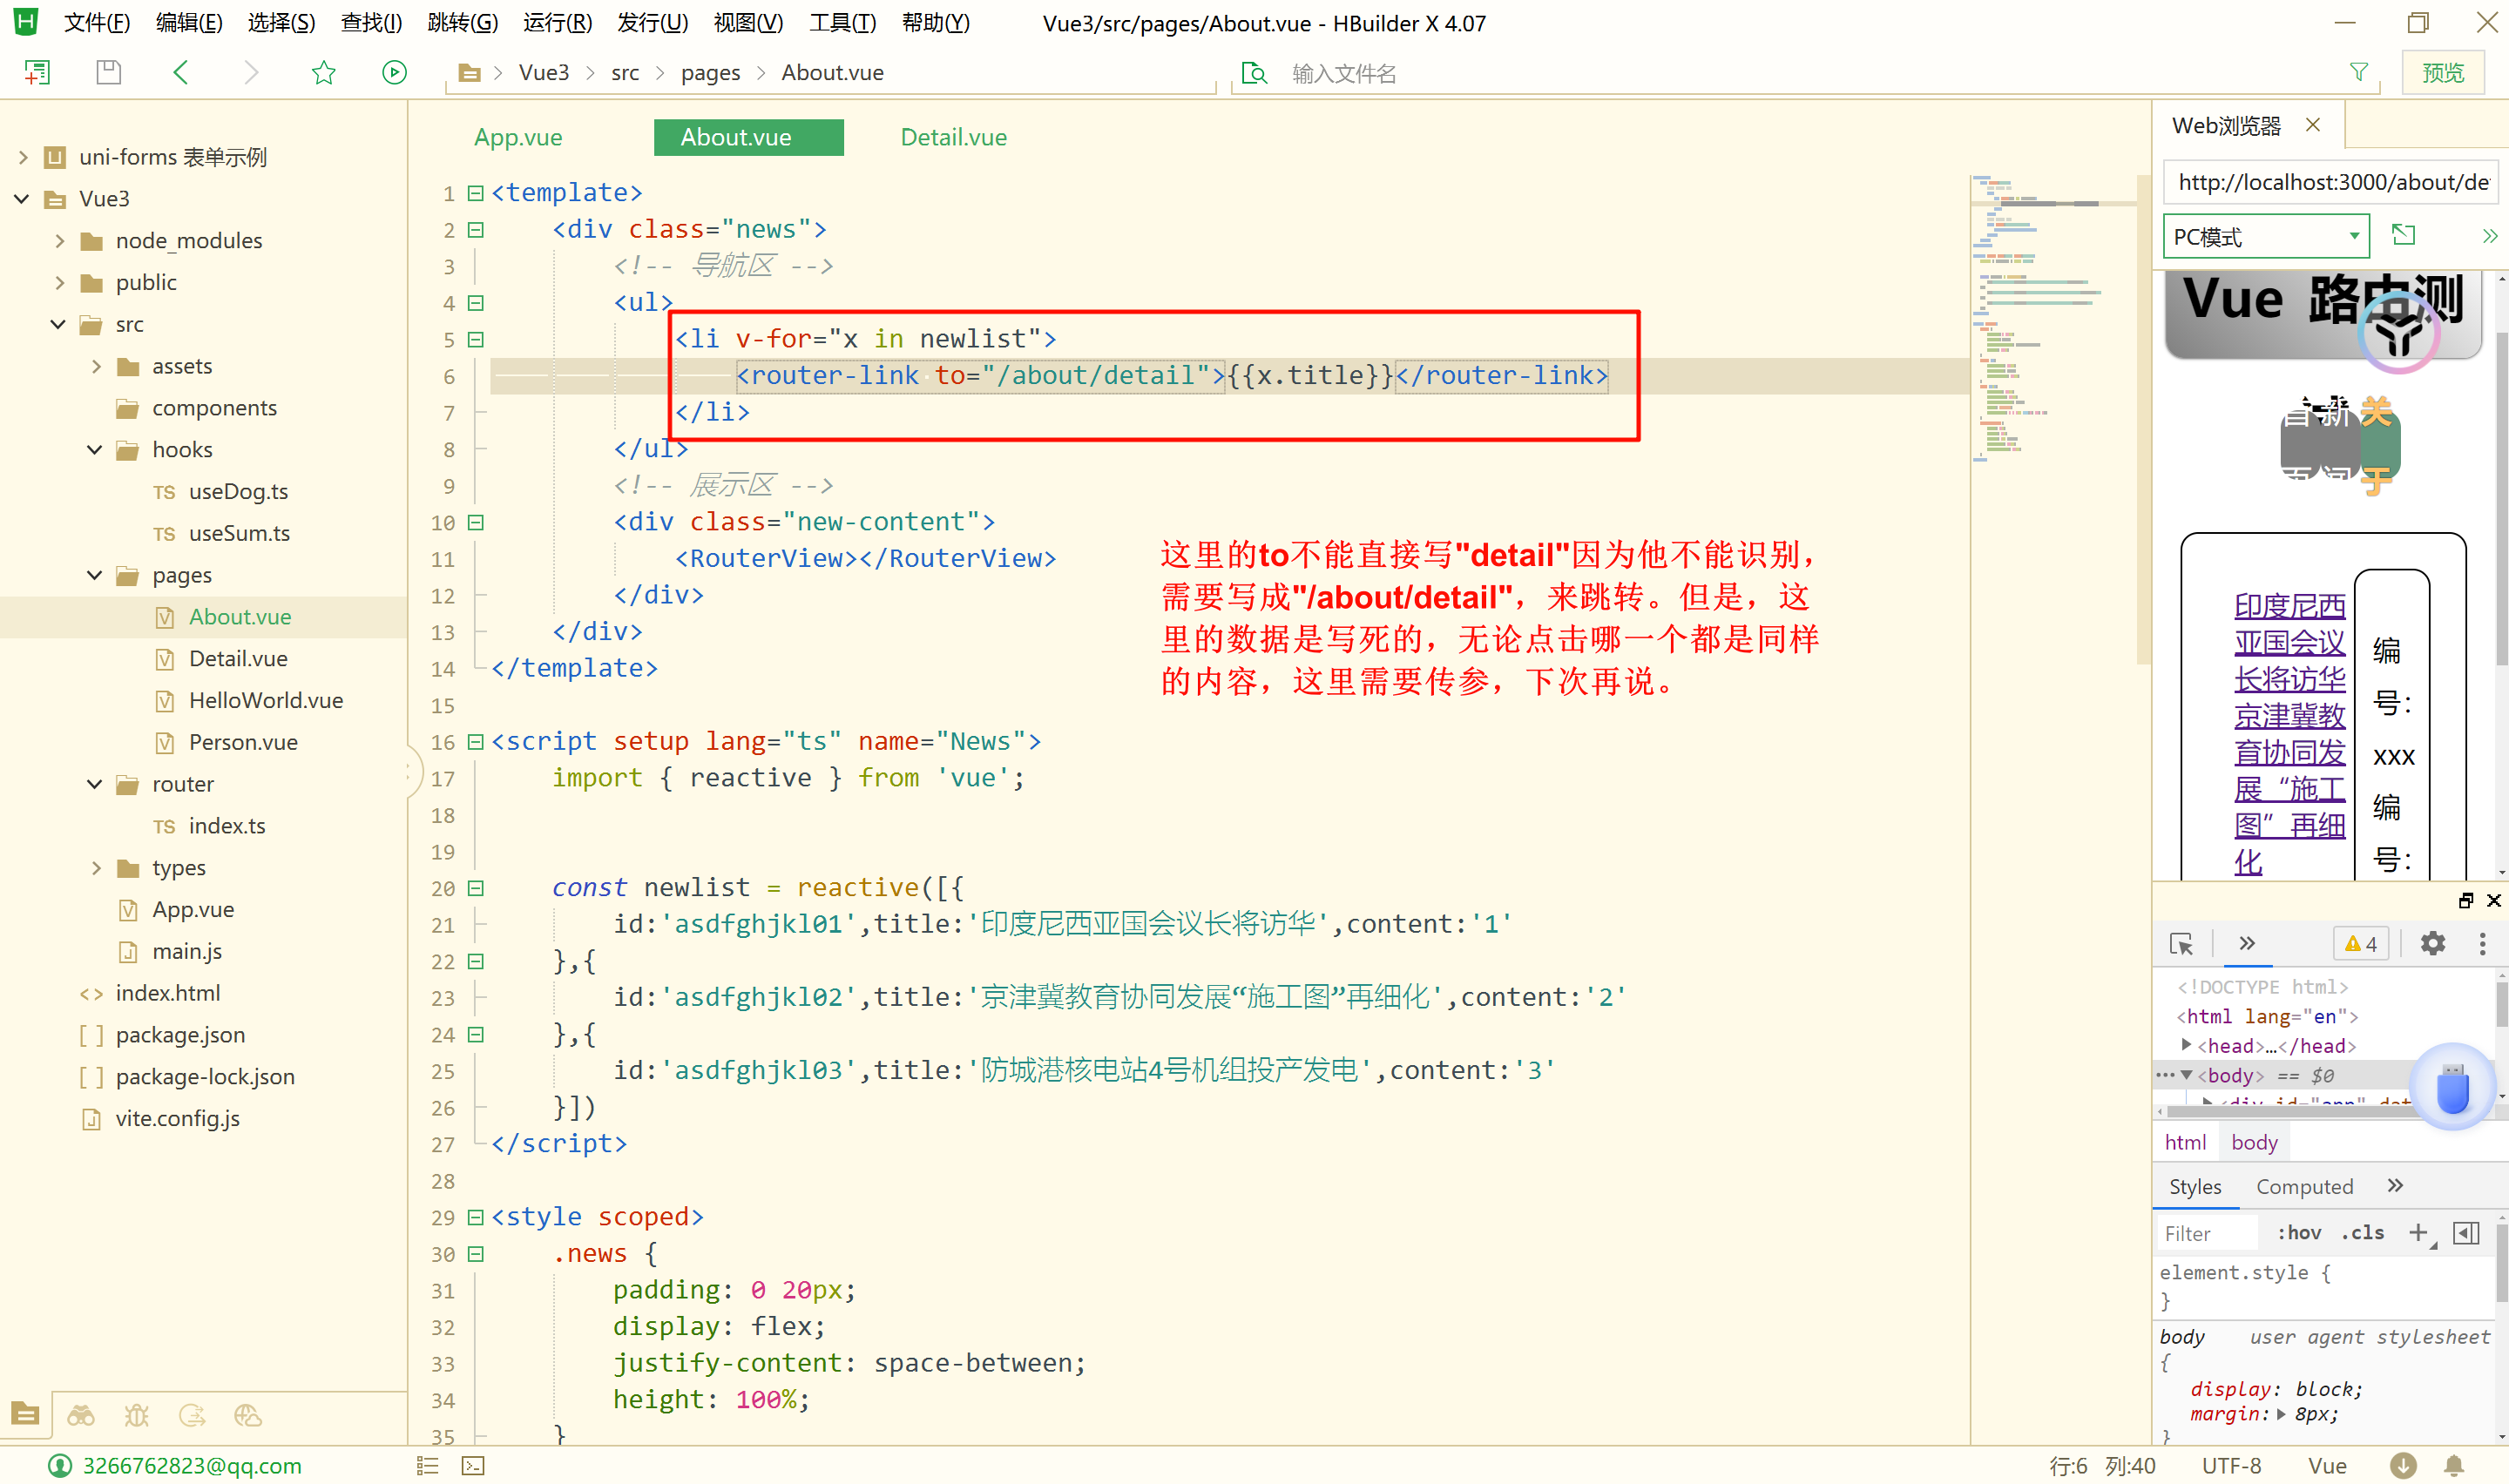 文件(F) 编辑(E) 选择(S) 查找(I) 跳转(G) 运行(R) 发行(U) 视图(V) 工具(T) 帮助(Y) Vue3/src/pages/About.vue - HBuilder X 4.07
Vue3 src pages About.vue 输入文件名 预览
uni-forms 表单示例
Vue3
node_modules
public
src
assets
components
hooks
TS useDog.ts
TS useSum.ts
pages
About.vue
Detail.vue
HelloWorld.vue
Person.vue
router
TS index.ts
types
App.vue
main.js
<> index.html
[ ] package.json
[ ] package-lock.json
vite.config.js
App.vue About.vue Detail.vue
1 <template>
2 <div class="news">
3 <!-- 导航区 -->
4 <ul>
5 <li v-for="x in newlist">
6 <router-link to="/about/detail">{{x.title}}</router-link>
7 </li>
8 </ul>
9 <!-- 展示区 -->
10 <div class="new-content">
11 <RouterView></RouterView>
12 </div>
13 </div>
14 </template>
15
16 <script setup lang="ts" name="News">
17 import { reactive } from 'vue';
18
19
20 const newlist = reactive([{
21 id:'asdfghjkl01',title:'印度尼西亚国会议长将访华',content:'1'
22 },{
23 id:'asdfghjkl02',title:'京津冀教育协同发展“施工图”再细化',content:'2'
24 },{
25 id:'asdfghjkl03',title:'防城港核电站4号机组投产发电',content:'3'
26 }])
27 </script>
28
29 <style scoped>
30 .news {
31 padding: 0 20px;
32 display: flex;
33 justify-content: space-between;
34 height: 100%;
35 }
这里的to不能直接写"detail"因为他不能识别，
需要写成"/about/detail"，来跳转。但是，这
里的数据是写死的，无论点击哪一个都是同样
的内容，这里需要传参，下次再说。
Web浏览器
http://localhost:3000/about/de
PC模式
Vue 路由测
首 新 关
页 闻 于
印度尼西
亚国会议
长将访华
京津冀教
育协同发
展“施工
图”再细
化
编
号：
xxx
编
号：
4
<!DOCTYPE html>
<html lang="en">
<head>…</head>
<body> == $0
<div id="app" dat
html body
Styles Computed
Filter :hov .cls
element.style {
}
body user agent stylesheet
{
display: block;
margin: 8px;
}
3266762823@qq.com 行:6 列:40 UTF-8 Vue